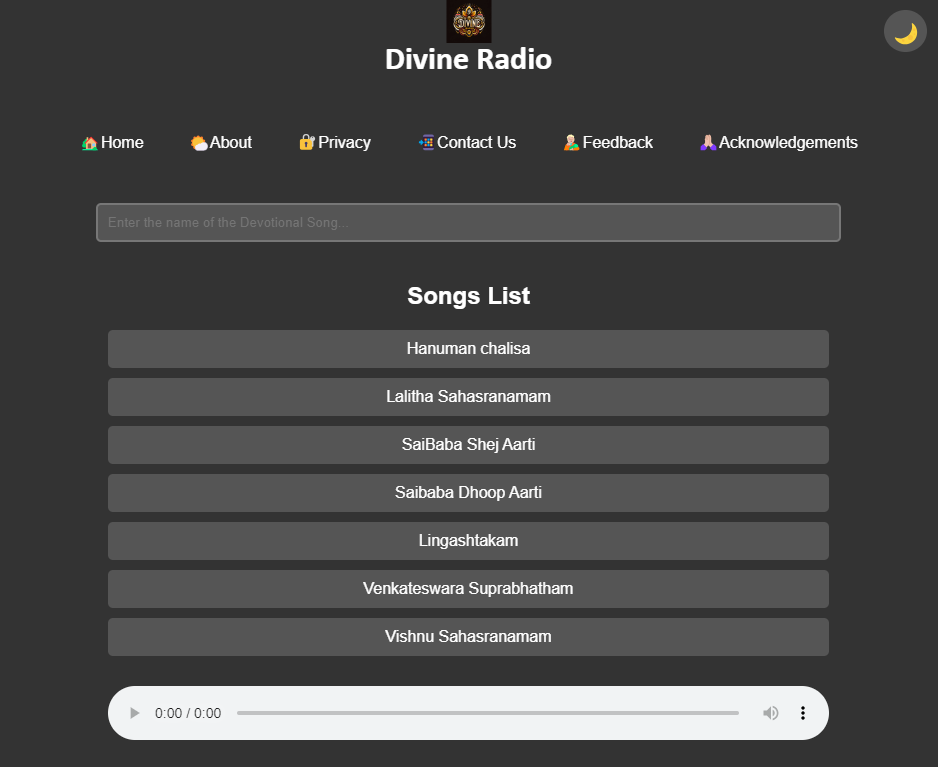 DIVINE
Divine Radio
Home About Privacy Contact Us Feedback Acknowledgements
Enter the name of the Devotional Song...
Songs List
Hanuman chalisa
Lalitha Sahasranamam
SaiBaba Shej Aarti
Saibaba Dhoop Aarti
Lingashtakam
Venkateswara Suprabhatham
Vishnu Sahasranamam
0:00 / 0:00